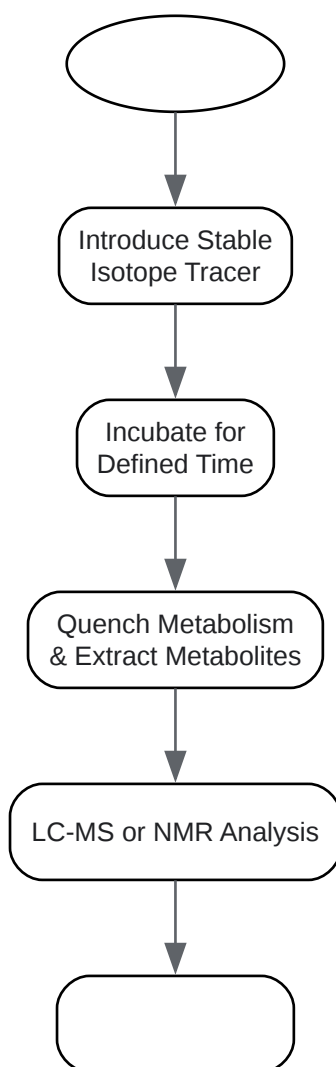 Introduce Stable
Isotope Tracer
Incubate for
Defined Time
Quench Metabolism
& Extract Metabolites
LC-MS or NMR Analysis